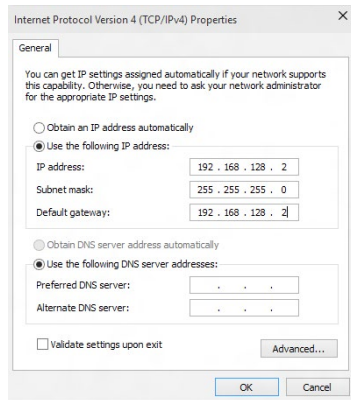 Internet Protocol Version 4 (TCP/IPv4) Properties
General
You can get IP settings assigned automatically if your network supports
this capability. Otherwise, you need to ask your network administrator
for the appropriate IP settings.
Obtain an IP address automatically
Use the following IP address:
IP address: 192 . 168 . 128 . 2
Subnet mask: 255 . 255 . 255 . 0
Default gateway: 192 . 168 . 128 . 2
Obtain DNS server address automatically
Use the following DNS server addresses:
Preferred DNS server: . . .
Alternate DNS server: . . .
Validate settings upon exit
Advanced...
OK Cancel